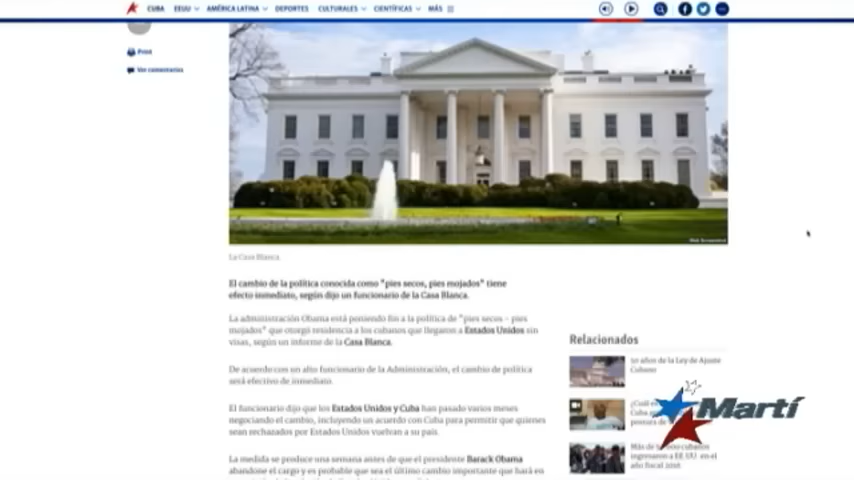 CUBA EEUU AMÉRICA LATINA DEPORTES CULTURALES CIENTÍFICAS MÁS
Print
Ver comentarios
La Casa Blanca.
El cambio de la política conocida como "pies secos, pies mojados" tiene
efecto inmediato, según dijo un funcionario de la Casa Blanca.
La administración Obama está poniendo fin a la política de "pies secos - pies
mojados" que otorgó residencia a los cubanos que llegaron a Estados Unidos sin
visas, según un informe de la Casa Blanca.
De acuerdo con un alto funcionario de la Administración, el cambio de política
será efectivo de inmediato.
El funcionario dijo que los Estados Unidos y Cuba han pasado varios meses
negociando el cambio, incluyendo un acuerdo con Cuba para permitir que quienes
sean rechazados por Estados Unidos vuelvan a su país.
La medida se produce una semana antes de que el presidente Barack Obama
abandone el cargo y es probable que sea el último cambio importante que hará en
Relacionados
50 años de la Ley de Ajuste
Cubano
¿Cuál
Cuba
Más de cubanos
ingresaron a EE UU en el
año fiscal 2016
Martí